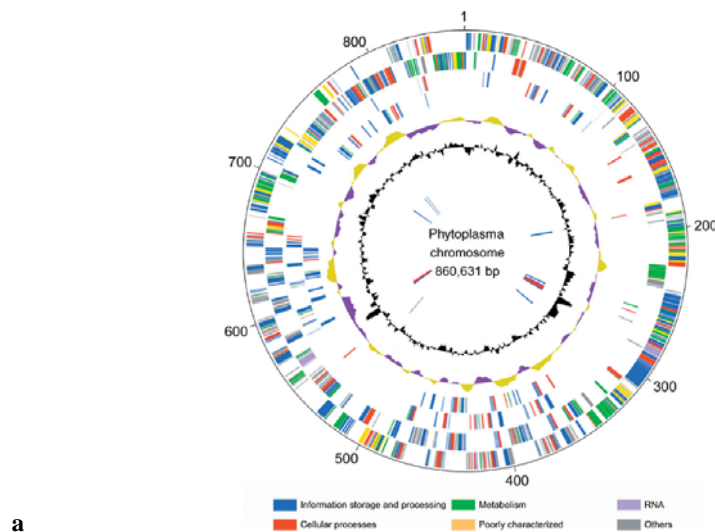 1
800
100
700
200
Phytoplasma
chromosome
860,631 bp
600
300
500
400
Information storage and processing
Metabolism
RNA
a
Cellular processes
Poorly characterized
Others